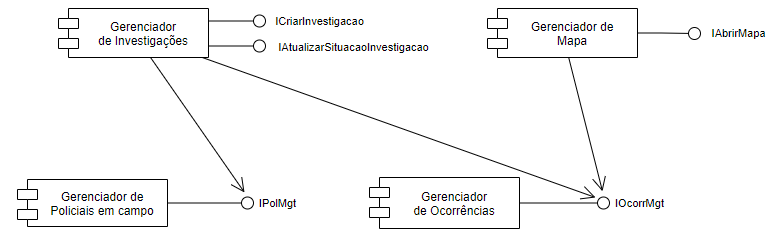 Gerenciador
de Investigações
ICriarInvestigacao
IAtualizarSituacaoInvestigacao
Gerenciador de
Mapa
IAbrirMapa
Gerenciador de
Policiais em campo
IPolMgt
Gerenciador
de Ocorrências
IOcorrMgt